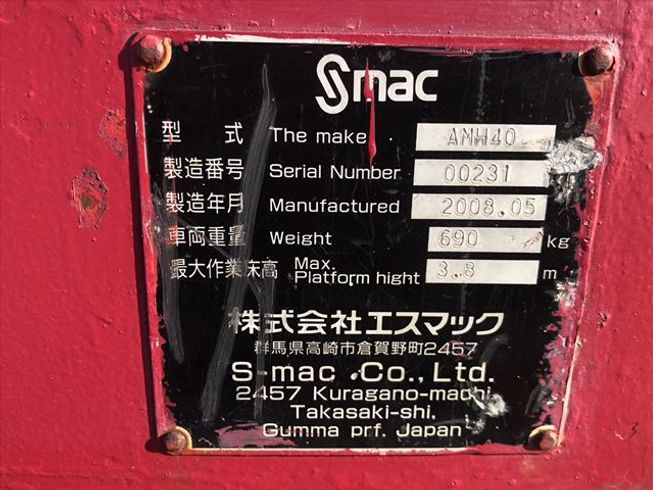 Smac
型式 The make AMH40
製造番号 Serial Number 00231
製造年月 Manufactured 2008.05
車両重量 Weight 690 kg
最大作業床高 Max. Platform hight 3.8 m
株式会社エスマック
群馬県高崎市倉賀野町2457
S-mac Co., Ltd.
2457 Kuragano-machi,
Takasaki-shi.
Gumma prf. Japan